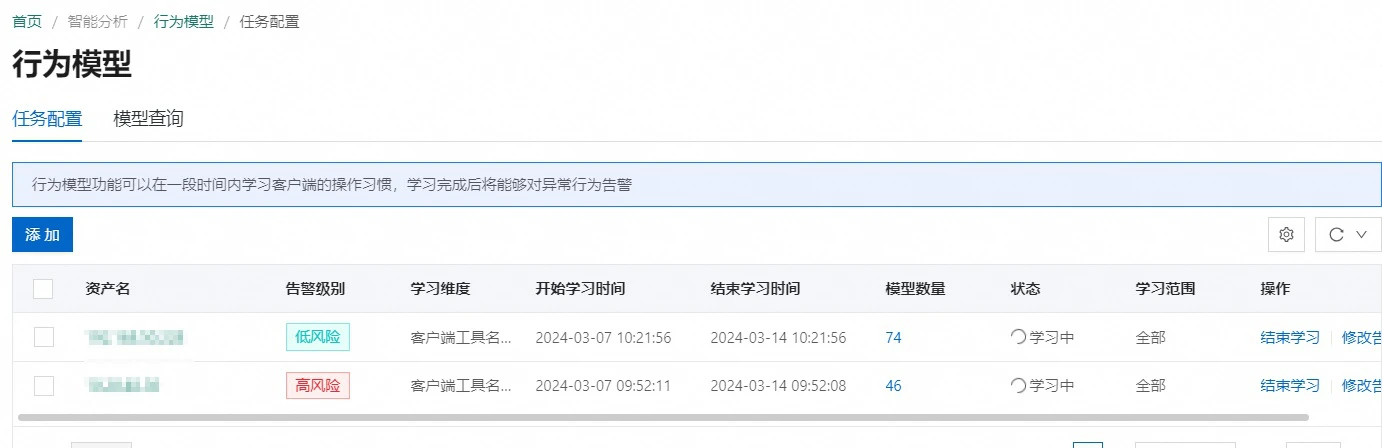 首页 / 智能分析 / 行为模型 / 任务配置
行为模型
任务配置 模型查询
行为模型功能可以在一段时间内学习客户端的操作习惯，学习完成后将能够对异常行为告警
添 加
资产名 告警级别 学习维度 开始学习时间 结束学习时间 模型数量 状态 学习范围 操作
低风险 客户端工具名... 2024-03-07 10:21:56 2024-03-14 10:21:56 74 学习中 全部 结束学习 修改告
高风险 客户端工具名... 2024-03-07 09:52:11 2024-03-14 09:52:08 46 学习中 全部 结束学习 修改告